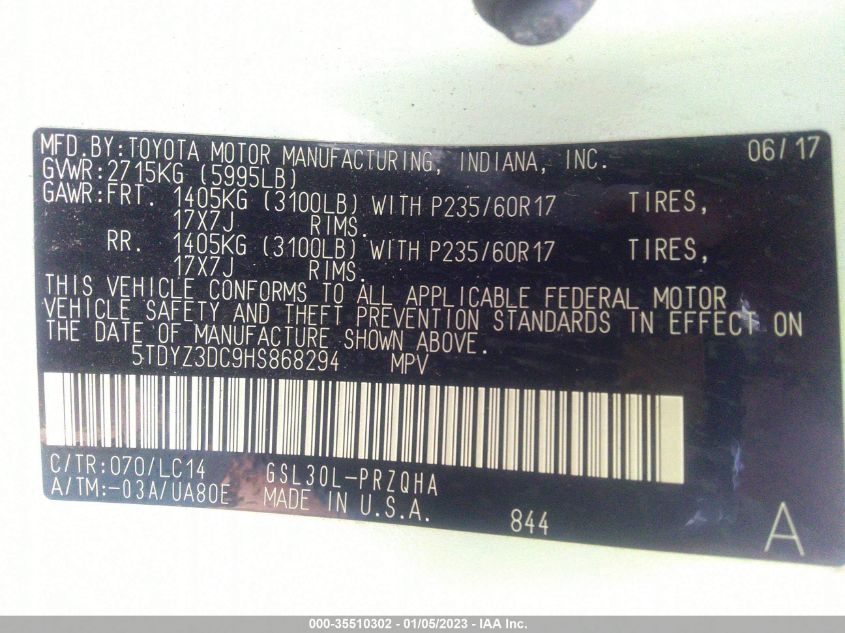 MFD.BY:TOYOTA MOTOR MANUFACTURING, INDIANA, INC. 06/17
GVWR:2715KG (5995LB)
GAWR:FRT. 1405KG (3100LB) WITH P235/60R17 TIRES,
17X7J RIMS.
RR. 1405KG (3100LB) WITH P235/60R17 TIRES,
17X7J RIMS.
THIS VEHICLE CONFORMS TO ALL APPLICABLE FEDERAL MOTOR
VEHICLE SAFETY AND THEFT PREVENTION STANDARDS IN EFFECT ON
THE DATE OF MANUFACTURE SHOWN ABOVE.
5TDYZ3DC9HS868294 MPV
C/TR:070/LC14 GSL30L-PRZQHA
A/TM:-03A/UA80E MADE IN U.S.A. 844 A
000-35510302 - 01/05/2023 - IAA Inc.